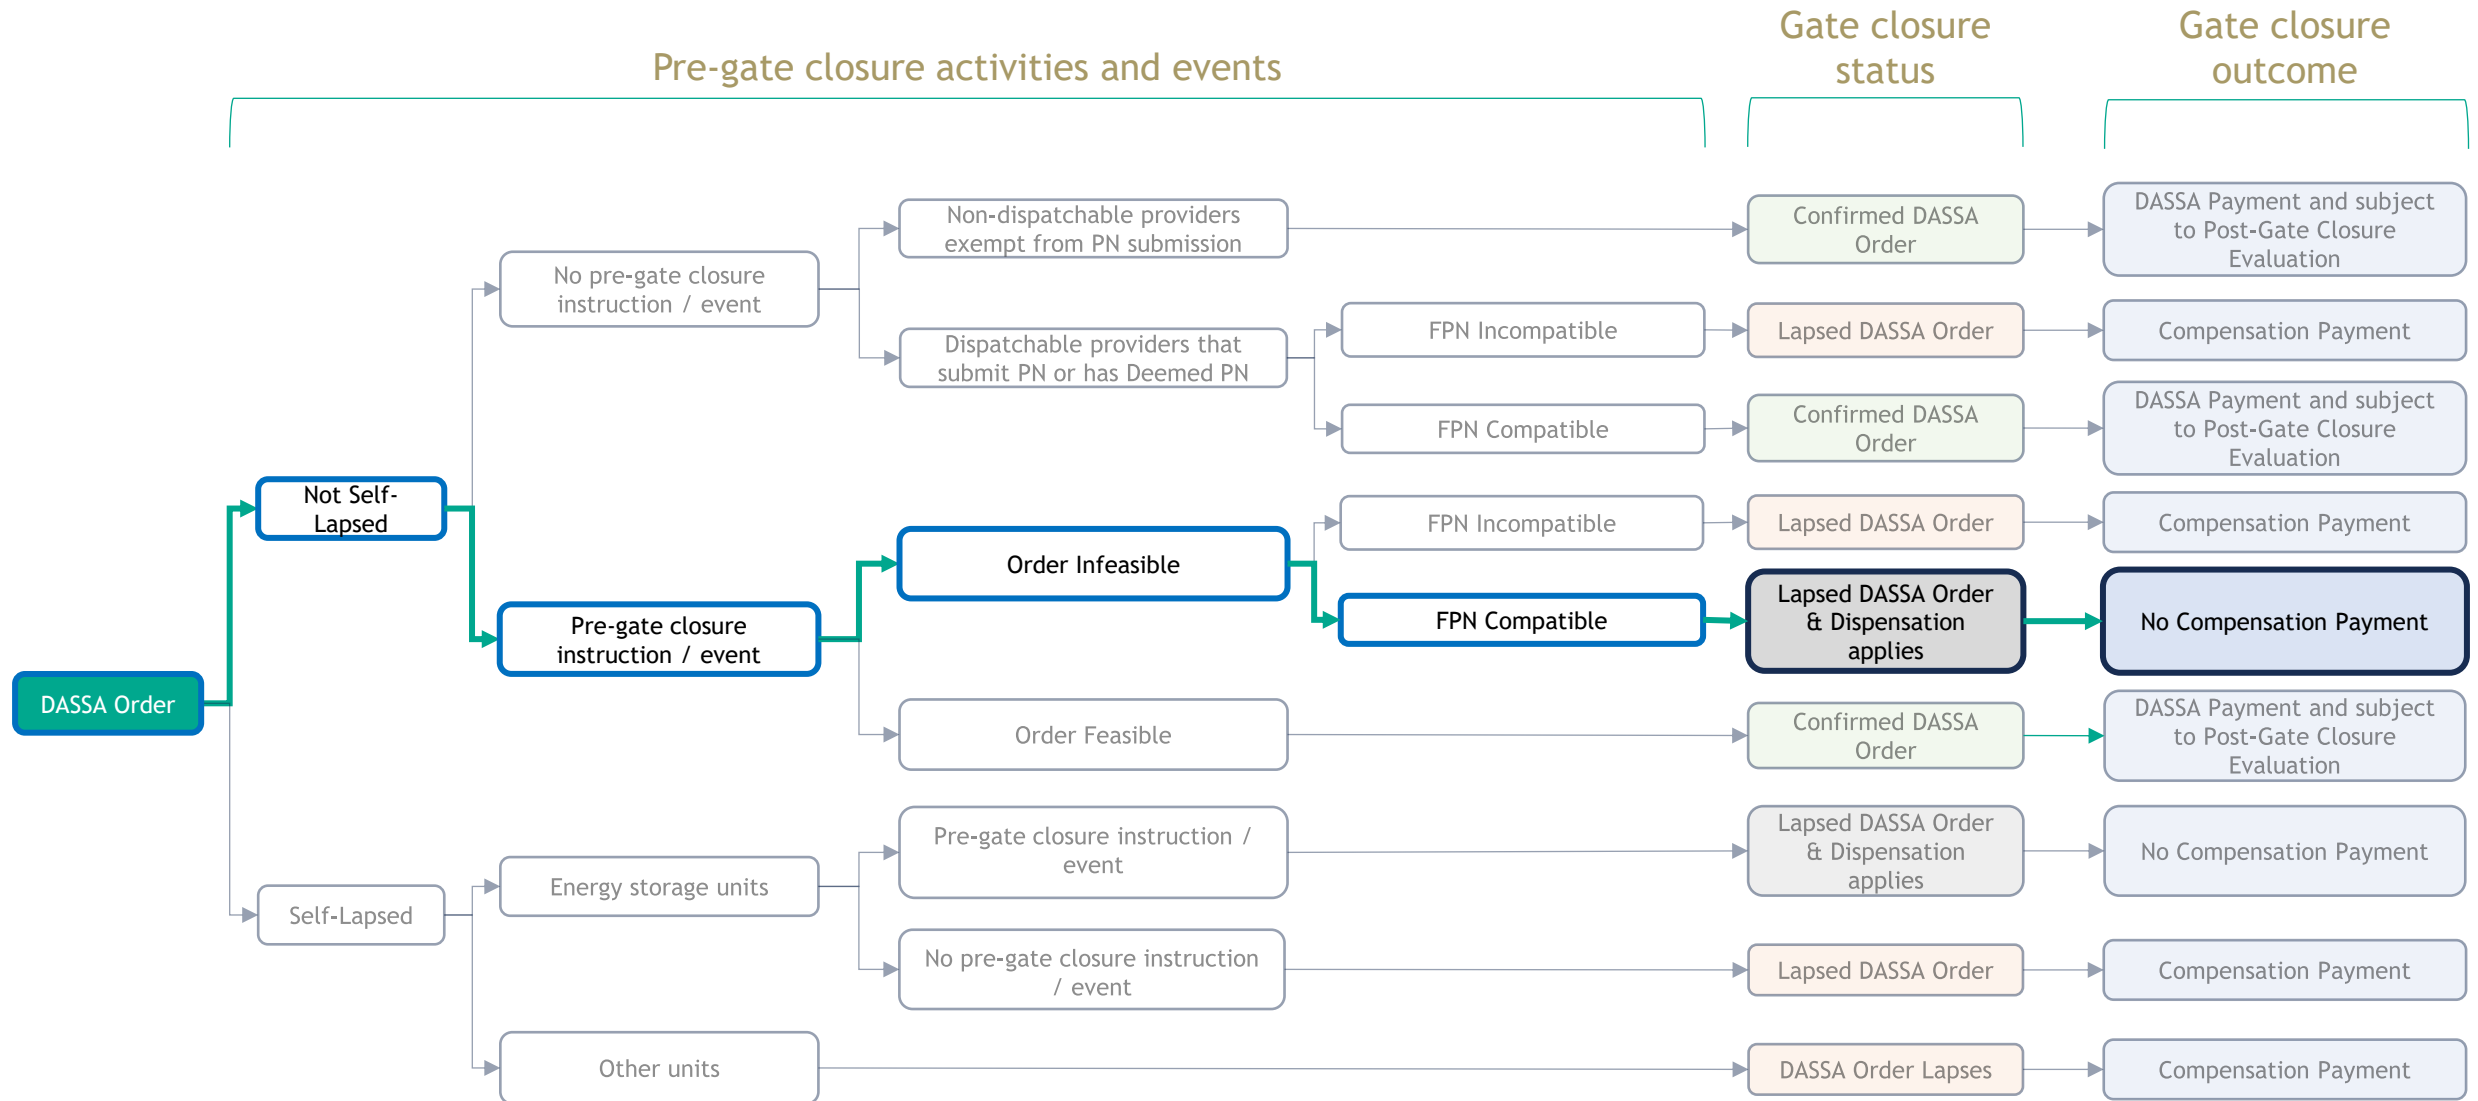 Pre-gate closure activities and events
Gate closure
status
Gate closure
outcome
Non-dispatchable providers
exempt from PN submission
Confirmed DASSA
Order
DASSA Payment and subject
to Post-Gate Closure
Evaluation
No pre-gate closure
instruction / event
FPN Incompatible
Lapsed DASSA Order
Compensation Payment
Dispatchable providers that
submit PN or has Deemed PN
FPN Compatible
Confirmed DASSA
Order
DASSA Payment and subject
to Post-Gate Closure
Evaluation
Not Self-
Lapsed
FPN Incompatible
Lapsed DASSA Order
Compensation Payment
Order Infeasible
FPN Compatible
Lapsed DASSA Order
& Dispensation
applies
No Compensation Payment
Pre-gate closure
instruction / event
DASSA Order
Order Feasible
Confirmed DASSA
Order
DASSA Payment and subject
to Post-Gate Closure
Evaluation
Pre-gate closure instruction /
event
Lapsed DASSA Order
& Dispensation
applies
No Compensation Payment
Energy storage units
Self-Lapsed
No pre-gate closure instruction
/ event
Lapsed DASSA Order
Compensation Payment
Other units
DASSA Order Lapses
Compensation Payment